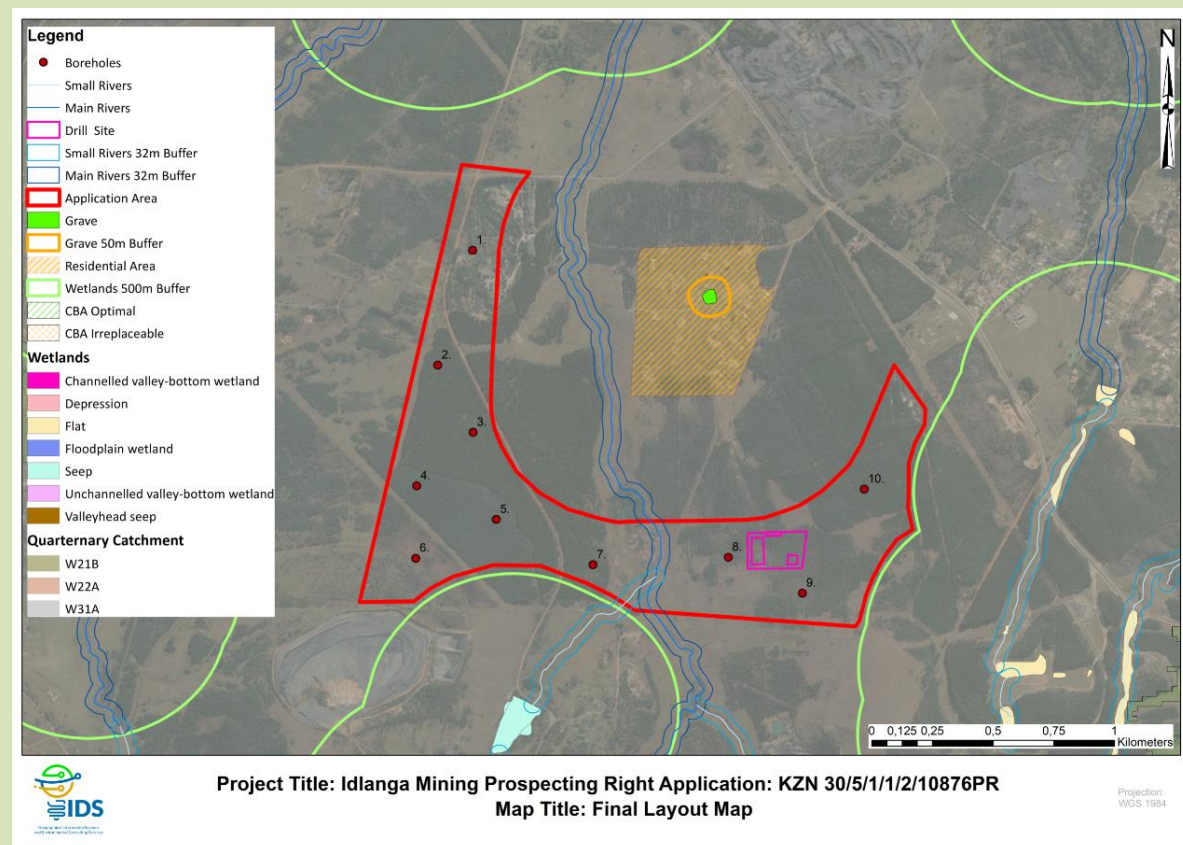 Legend
Boreholes
Small Rivers
Main Rivers
Drill Site
Small Rivers 32m Buffer
Main Rivers 32m Buffer
Application Area
Grave
Grave 50m Buffer
Residential Area
Wetlands 500m Buffer
CBA Optimal
CBA Irreplaceable
Wetlands
Channelled valley-bottom wetland
Depression
Flat
Floodplain wetland
Seep
Unchannelled valley-bottom wetland
Valleyhead seep
Quarternary Catchment
W21B
W22A
W31A
N
1.
2.
3.
4.
5.
6.
7.
8.
9.
10.
0 0,125 0,25 0,5 0,75 1
Kilometers
IDS
Project Title: Idlanga Mining Prospecting Right Application: KZN 30/5/1/1/2/10876PR
Map Title: Final Layout Map
Projection:
WGS 1984